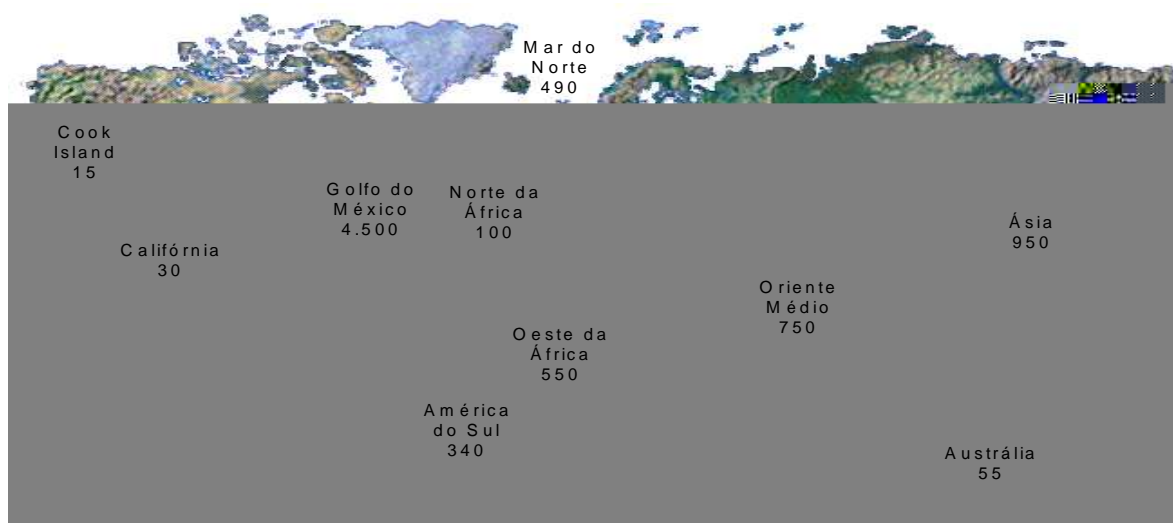 Mar do
Norte
490
Cook
Island
15
Golfo do
México
4.500
Norte da
África
100
Ásia
950
Califórnia
30
Oriente
Médio
750
Oeste da
África
550
América
do Sul
340
Austrália
55